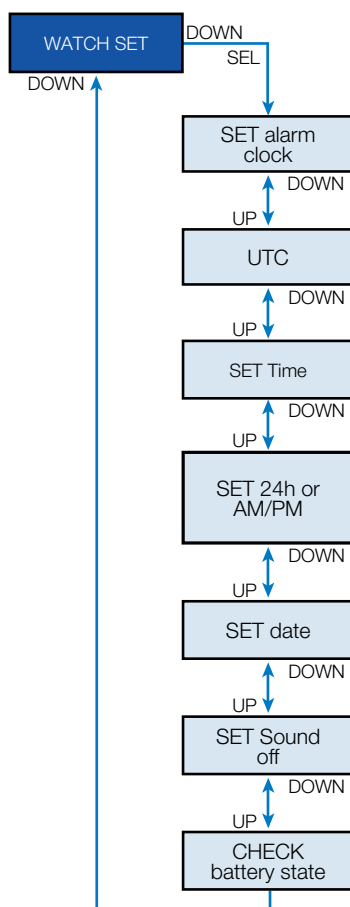 WATCH SET
DOWN
SEL
DOWN
SET alarm
clock
DOWN
UP
UTC
DOWN
UP
SET Time
DOWN
UP
SET 24h or
AM/PM
DOWN
UP
SET date
DOWN
UP
SET Sound
off
DOWN
UP
CHECK
battery state